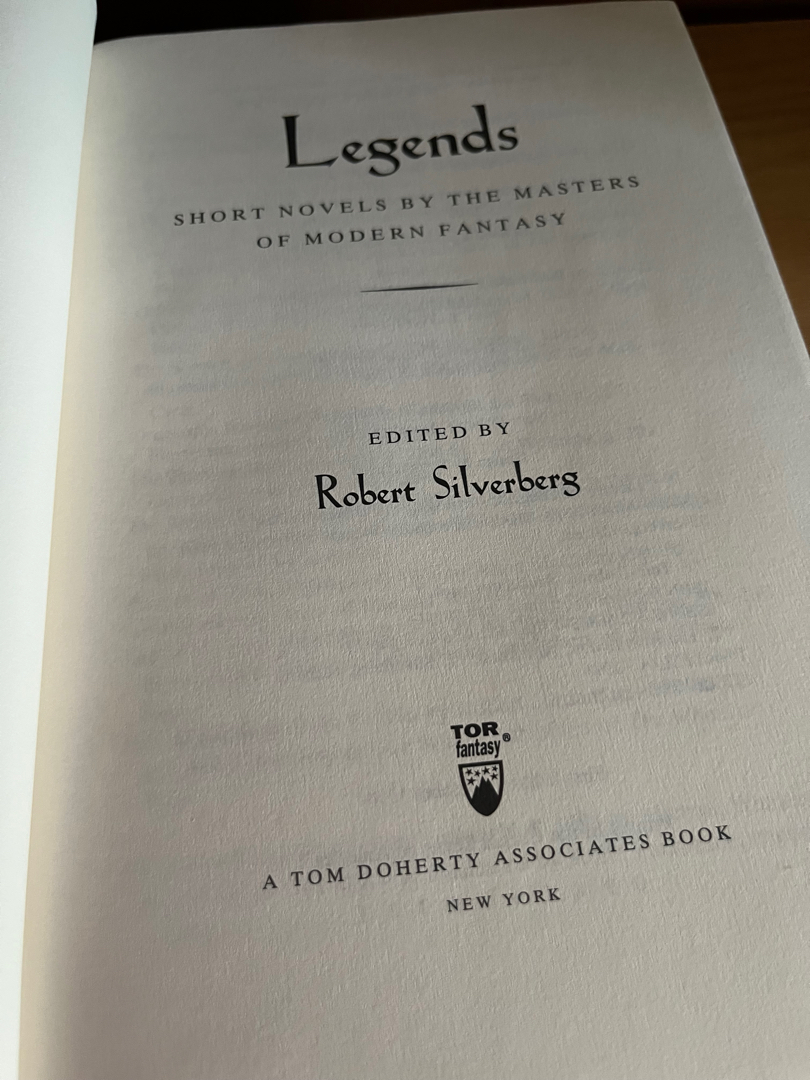 Legends
SHORT NOVELS BY THE MASTERS
OF MODERN FANTASY
EDITED BY
Robert Silverberg
TOR
fantasy®
A TOM DOHERTY ASSOCIATES BOOK
NEW YORK